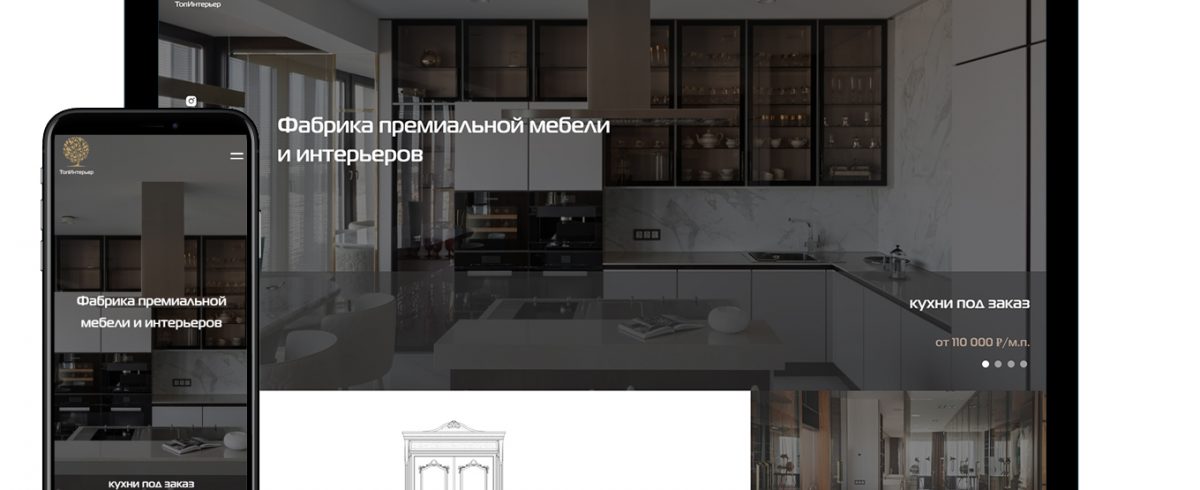 ТопИнтерьер
Фабрика премиальной мебели
и интерьеров
кухни под заказ
от 110 000 ₽/м.п.
ТопИнтерьер
Фабрика премиальной
мебели и интерьеров
кухни под заказ